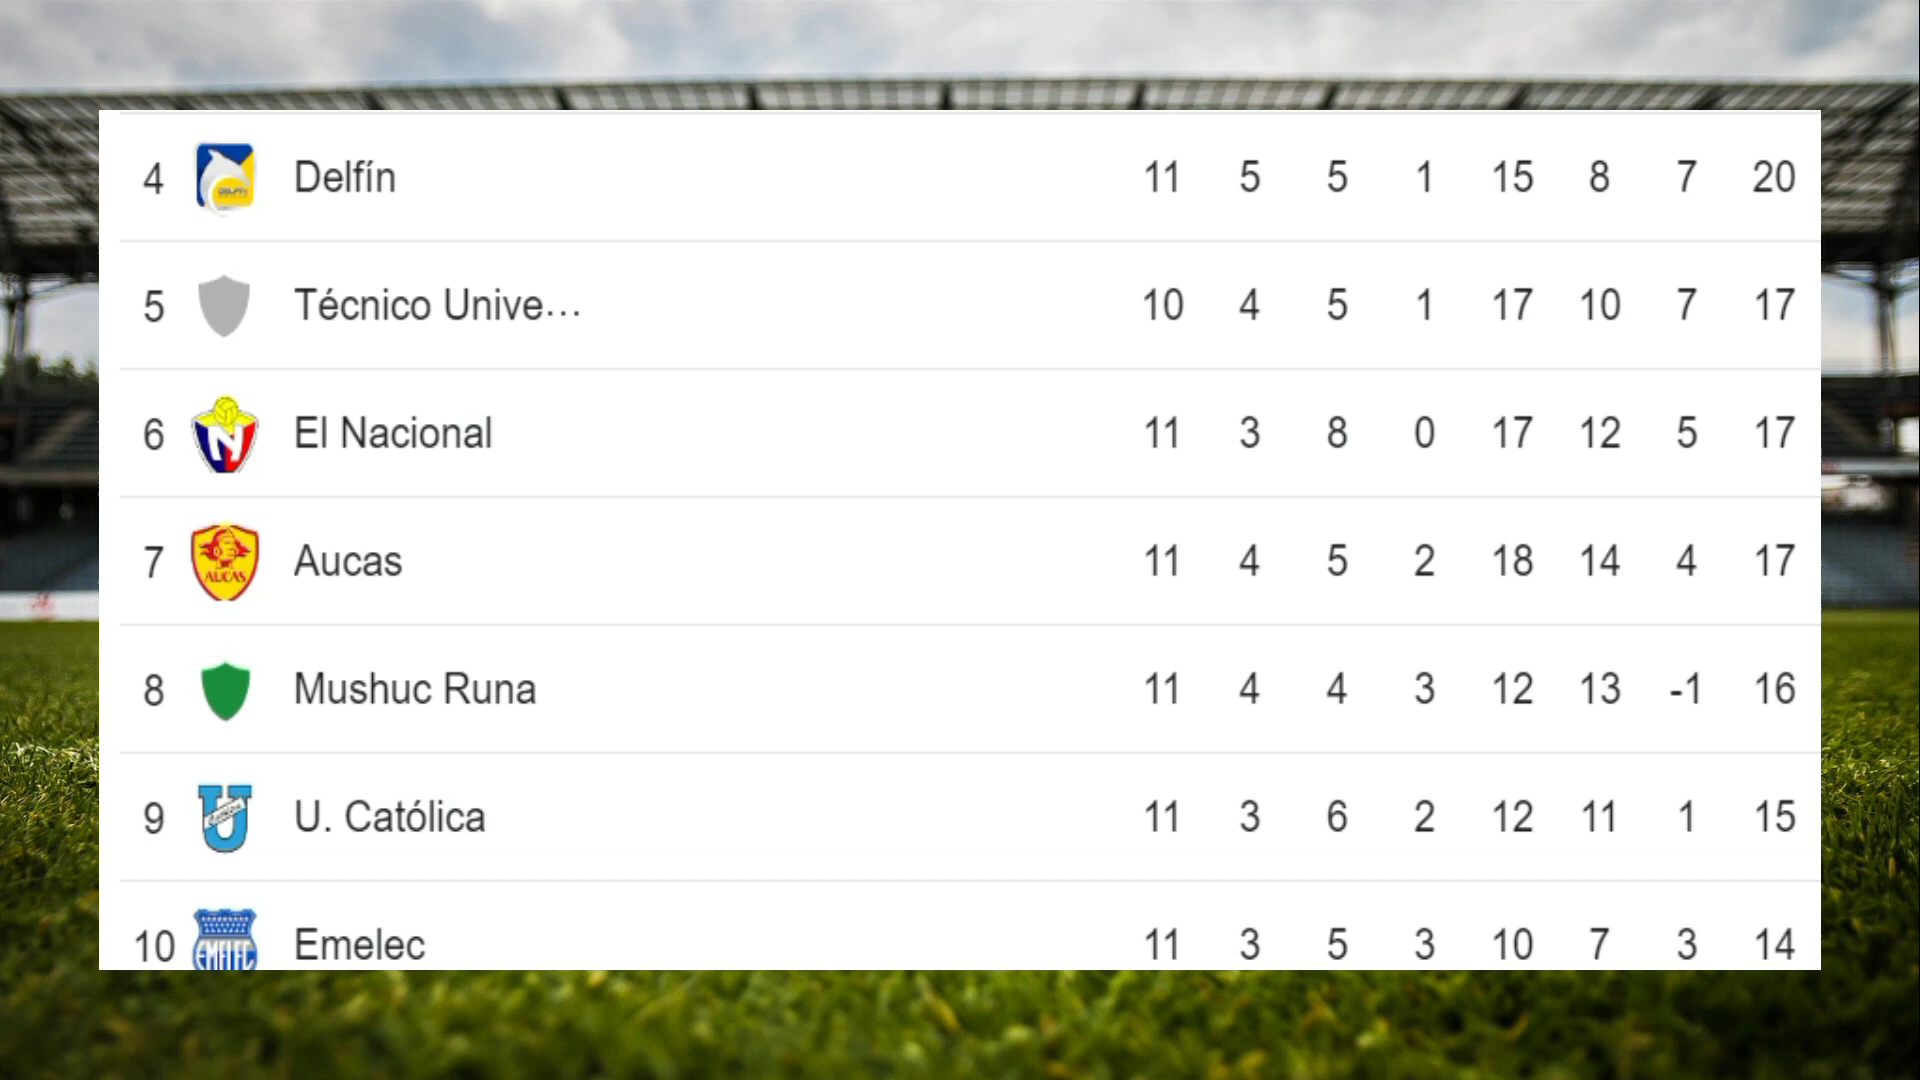 4 DELFIN Delfín 11 5 5 1 15 8 7 20
5 Técnico Unive... 10 4 5 1 17 10 7 17
6 N El Nacional 11 3 8 0 17 12 5 17
7 AUCAS Aucas 11 4 5 2 18 14 4 17
8 Mushuc Runa 11 4 4 3 12 13 -1 16
9 U. Católica 11 3 6 2 12 11 1 15
10 EMELEC Emelec 11 3 5 3 10 7 3 14